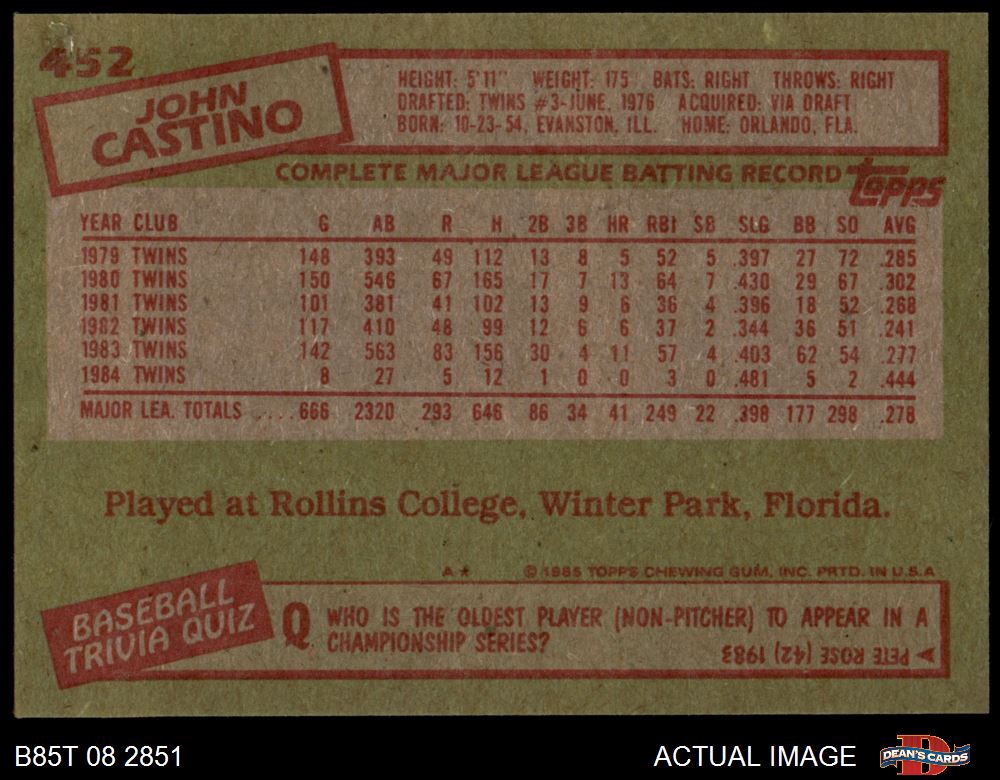 452
JOHN
CASTINO
HEIGHT: 5'11" WEIGHT: 175 BATS: RIGHT THROWS: RIGHT
DRAFTED: TWINS #3-JUNE, 1976 ACQUIRED: VIA DRAFT
BORN: 10-23-54, EVANSTON, ILL. HOME: ORLANDO, FLA.
COMPLETE MAJOR LEAGUE BATTING RECORD topps
YEAR CLUB G AB R H 2B 3B HR RBI SB SLG BB SO AVG
1979 TWINS 148 393 49 112 13 8 5 52 5 .397 27 72 .285
1980 TWINS 150 546 67 165 17 7 13 64 7 .430 29 67 .302
1981 TWINS 101 381 41 102 13 9 6 36 4 .396 18 52 .268
1982 TWINS 117 410 48 99 12 6 6 37 2 .344 36 51 .241
1983 TWINS 142 563 83 156 30 4 11 57 4 .403 62 54 .277
1984 TWINS 8 27 5 12 1 0 0 3 0 .481 5 2 .444
MAJOR LEA. TOTALS .... 666 2320 293 646 86 34 41 249 22 .398 177 298 .278
Played at Rollins College, Winter Park, Florida.
A* © 1985 TOPPS CHEWING GUM, INC. PRTD. IN U.S.A.
BASEBALL
TRIVIA QUIZ
Q WHO IS THE OLDEST PLAYER (NON-PITCHER) TO APPEAR IN A
CHAMPIONSHIP SERIES?
PETE ROSE (42) 1983
B85T 08 2851 ACTUAL IMAGE DEAN'S CARDS